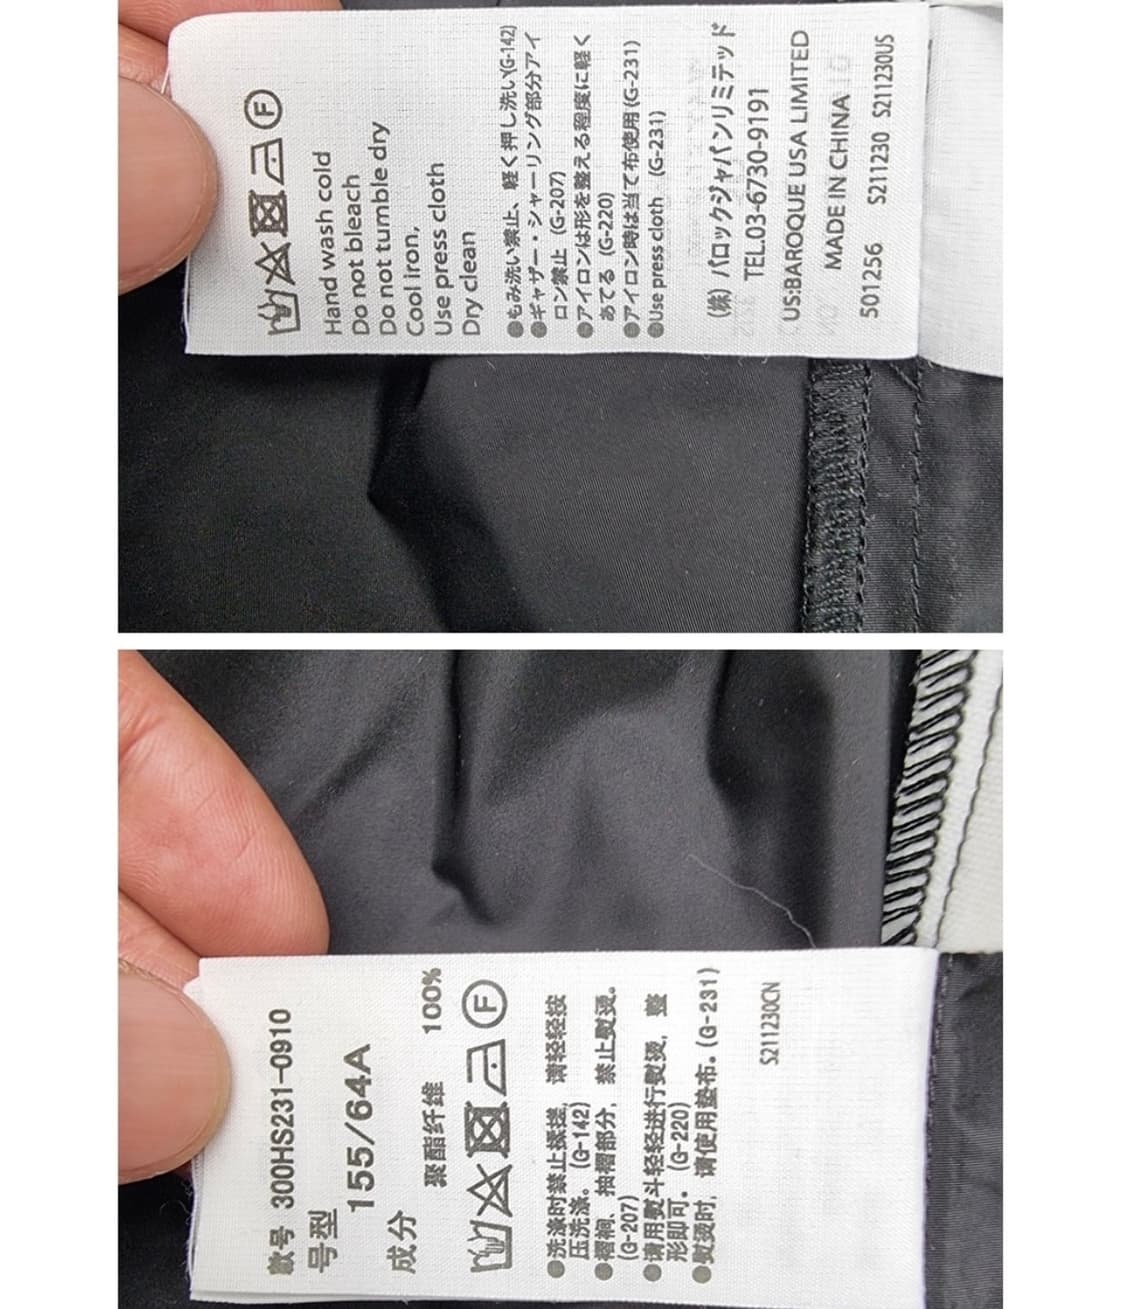 Hand wash cold
Do not bleach
Do not tumble dry
Cool iron,
Use press cloth
Dry clean
●もみ洗い禁止、軽く押し洗い(G-142)
●ギャザー・シャーリング部分アイ
ロン禁止 (G-207)
●アイロンは形を整える程度に軽く
あてる (G-220)
●アイロン時は当て布使用(G-231)
●Use press cloth (G-231)
(株) バロックジャパンリミテッド
TEL.03-6730-9191
US:BAROQUE USA LIMITED
MADE IN CHINA
501256 S211230 S211230US
款号 300HS231-0910
号型
155/64A
成分
聚酯纤维 100%
F
●洗涤时禁止揉搓，请轻轻按
压洗涤。(G-142)
●褶裥、抽褶部分，禁止熨烫。
(G-207)
●请用熨斗轻轻进行熨烫，整
形即可。(G-220)
●熨烫时，请使用垫布。(G-231)
S211230CN